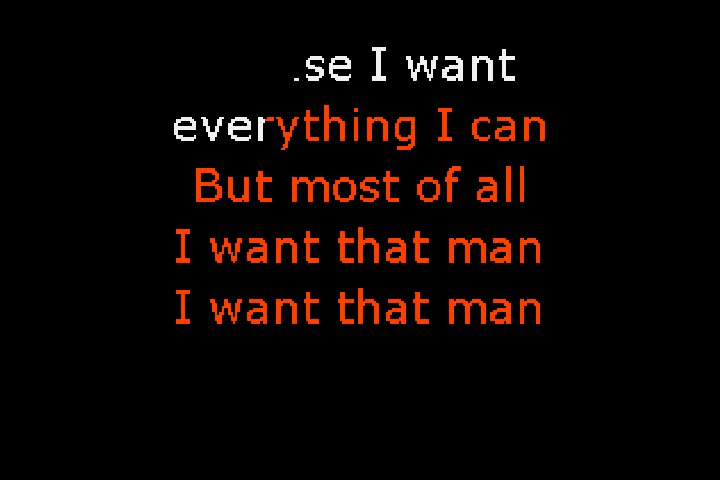 se I want
everything I can
But most of all
I want that man
I want that man